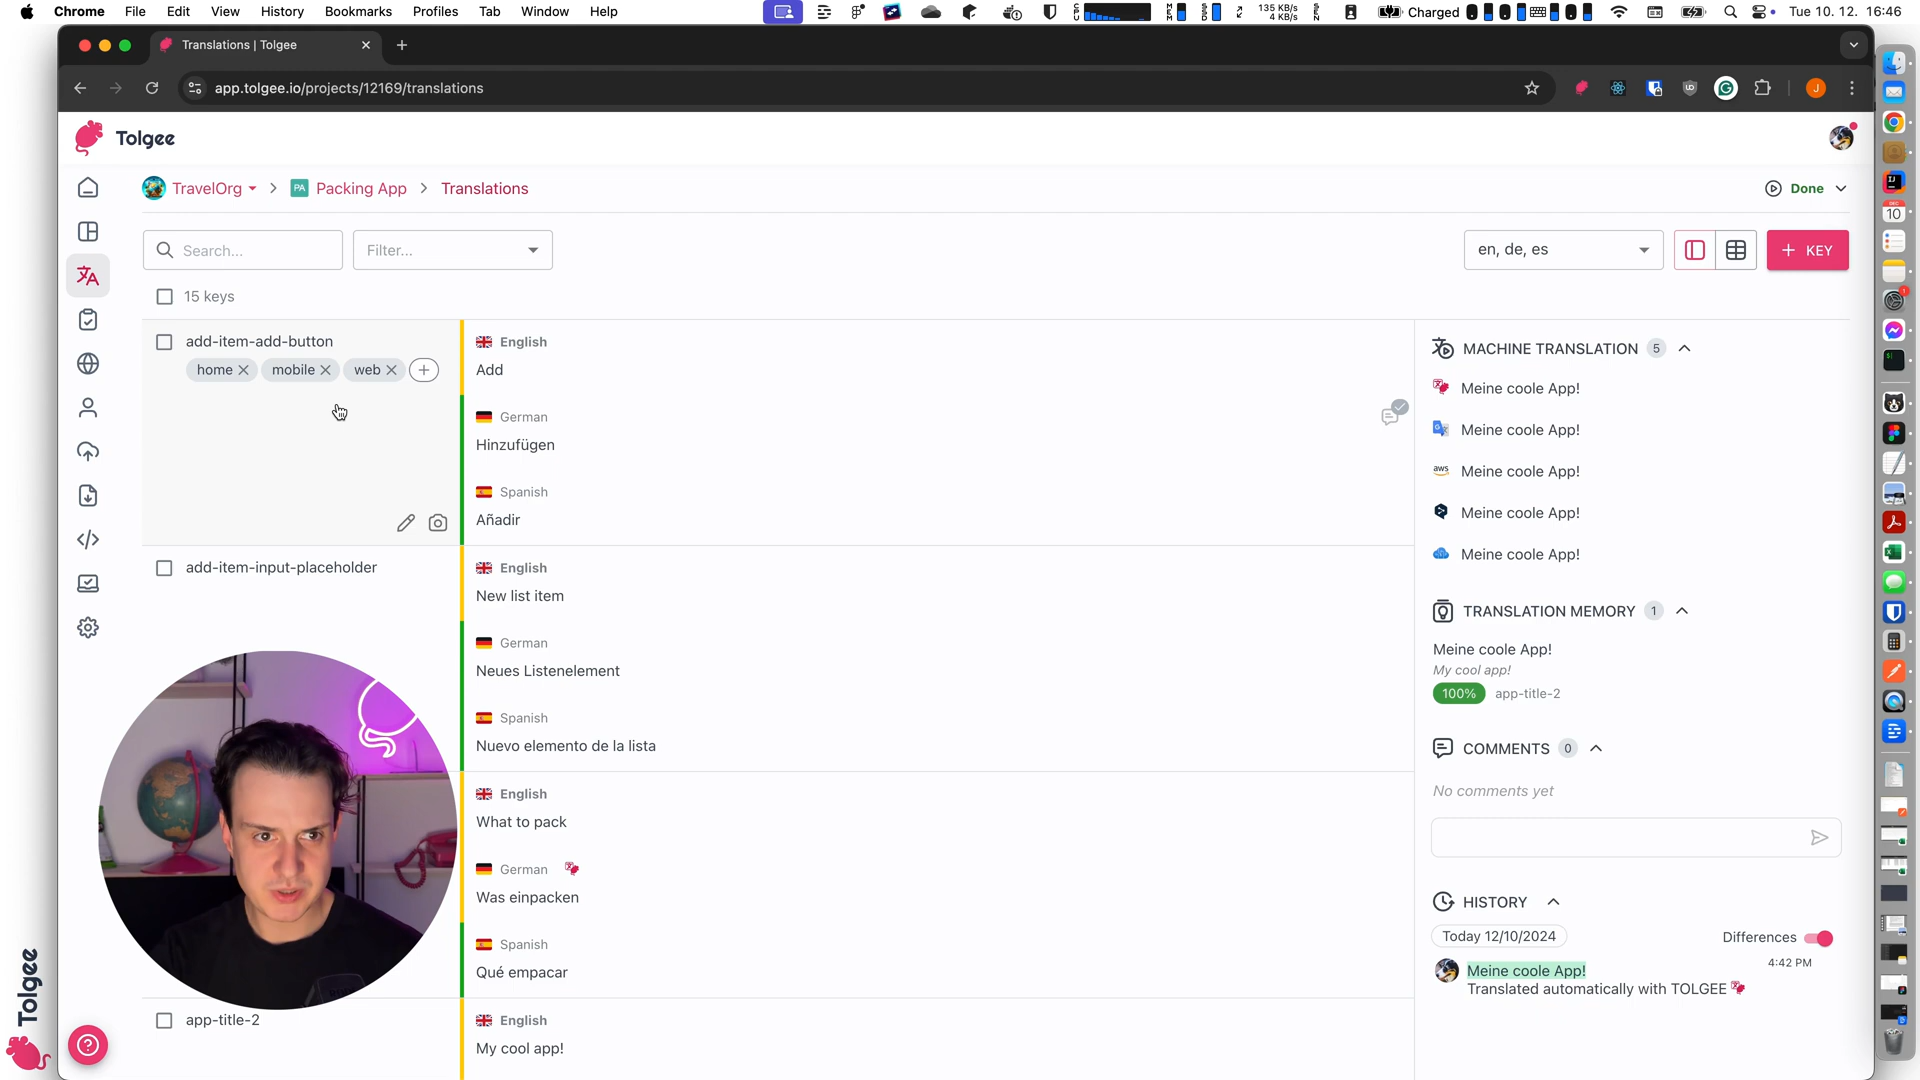 Chrome File Edit View History Bookmarks Profiles Tab Window Help
135 KB/s
4 KB/s
Charged
Tue 10. 12. 16:46
Translations | Tolgee
app.tolgee.io/projects/12169/translations
Tolgee
TravelOrg
PA Packing App
Translations
Done
Search...
Filter...
en, de, es
KEY
15 keys
add-item-add-button
home
mobile
web
English
Add
German
Hinzufügen
Spanish
Añadir
add-item-input-placeholder
English
New list item
German
Neues Listenelement
Spanish
Nuevo elemento de la lista
English
What to pack
German
Was einpacken
Spanish
Qué empacar
app-title-2
English
My cool app!
MACHINE TRANSLATION 5
Meine coole App!
Meine coole App!
aws Meine coole App!
Meine coole App!
Meine coole App!
TRANSLATION MEMORY 1
Meine coole App!
My cool app!
100% app-title-2
COMMENTS 0
No comments yet
HISTORY
Today 12/10/2024
Differences
4:42 PM
Meine coole App!
Translated automatically with TOLGEE
Tolgee